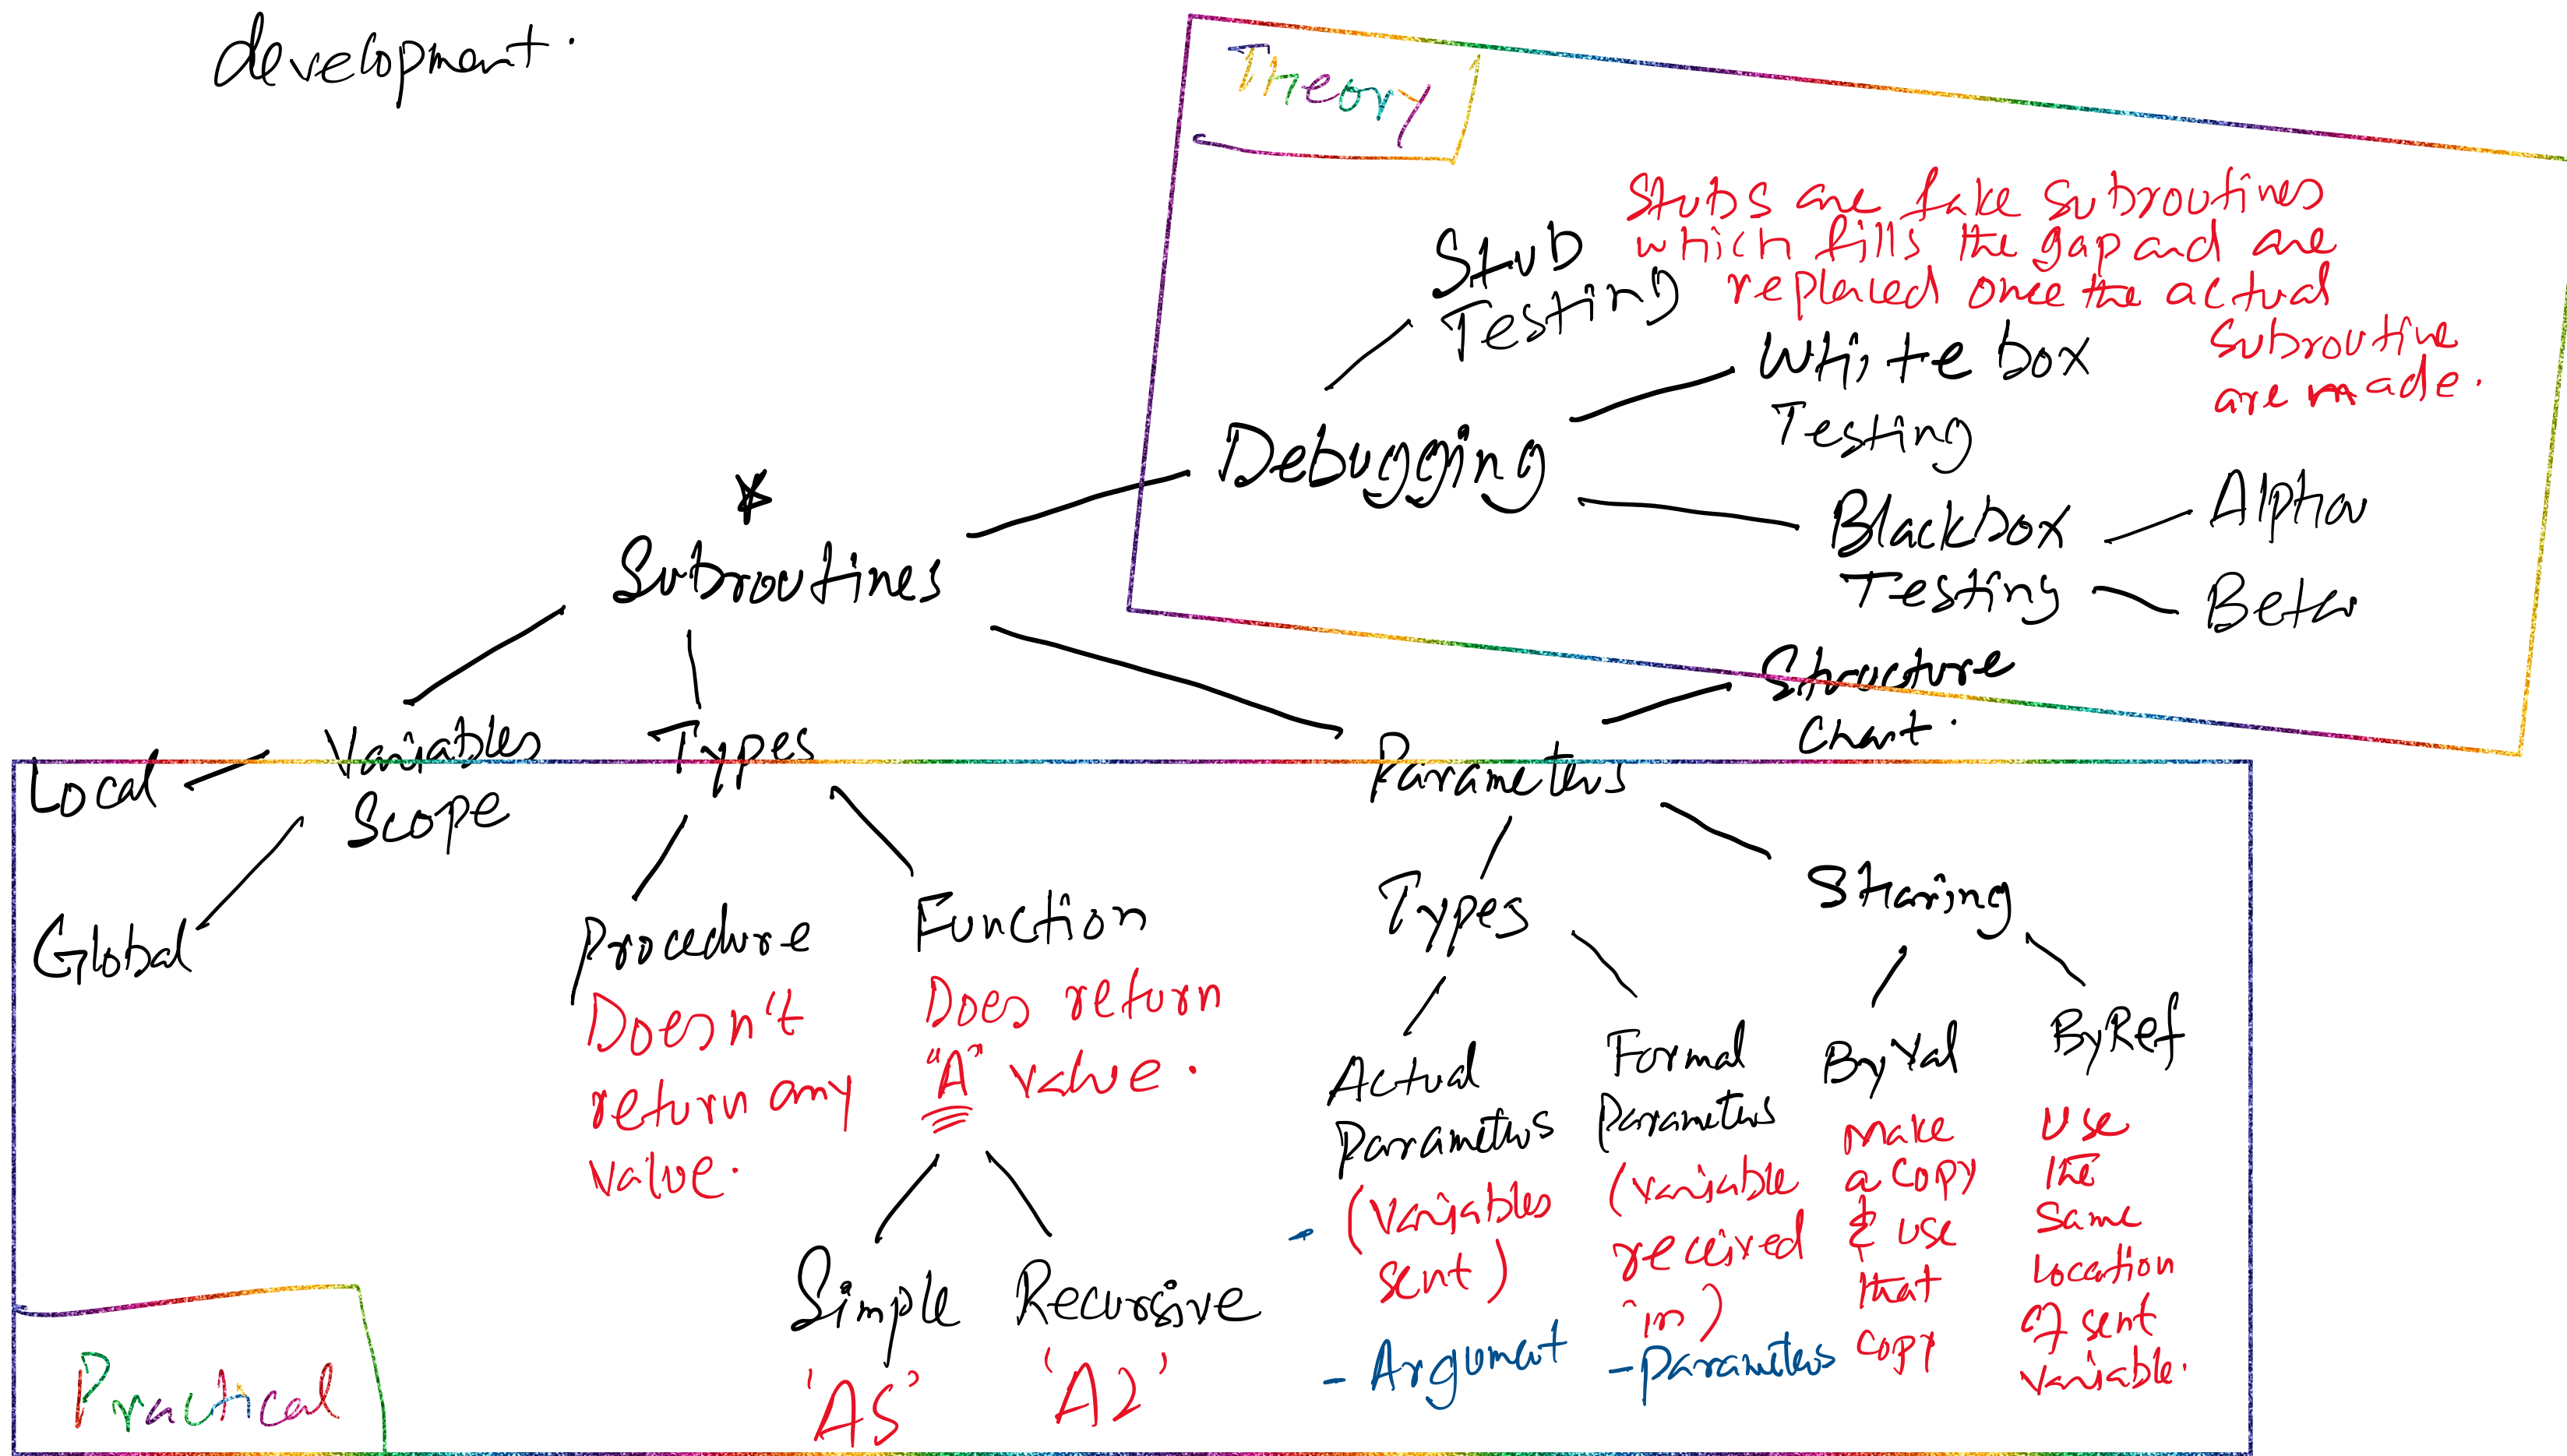 development.
Theory
Stubs are fake subroutines
which fills the gap and are
replaced once the actual
subroutine
are made.
Stub
Testing
White box
Testing
Debugging
Blackbox
Testing
Alpha
Beta
*
Subroutines
Structure
Chart.
Variables
Scope
Local
Global
Types
Procedure
Doesn't
return any
value.
Function
Does return
"A" value.
Simple
'AS'
Recursive
'A2'
Parameters
Types
Actual
Parameters
- (Variables
sent)
- Argument
Formal
Parameters
(variable
received
in)
- Parameters
Sharing
ByVal
Make
a copy
& use
that
copy
ByRef
Use
the
same
location
of sent
variable.
Practical